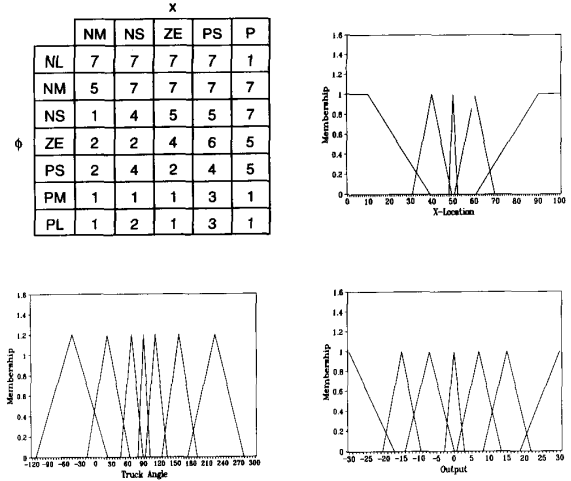 x
NM NS ZE PS P
NL 7 7 7 7 1
NM 5 7 7 7 7
NS 1 4 5 5 7
ϕ ZE 2 2 4 6 5
PS 2 4 2 4 5
PM 1 1 1 3 1
PL 1 2 1 3 1
1.6
1.4
1.2
1
0.8
0.6
0.4
0.2
0
Membership
0 10 20 30 40 50 60 70 80 90 100
X-Location
1.6
1.4
1.2
1
0.8
0.6
0.4
0.2
0
Membership
-120 -90 -60 -30 0 30 60 90 120 150 180 210 240 270 300
Truck Angle
1.6
1.4
1.2
1
0.8
0.6
0.4
0.2
0
Membership
-30 -25 -20 -15 -10 -5 0 5 10 15 20 25 30
Output